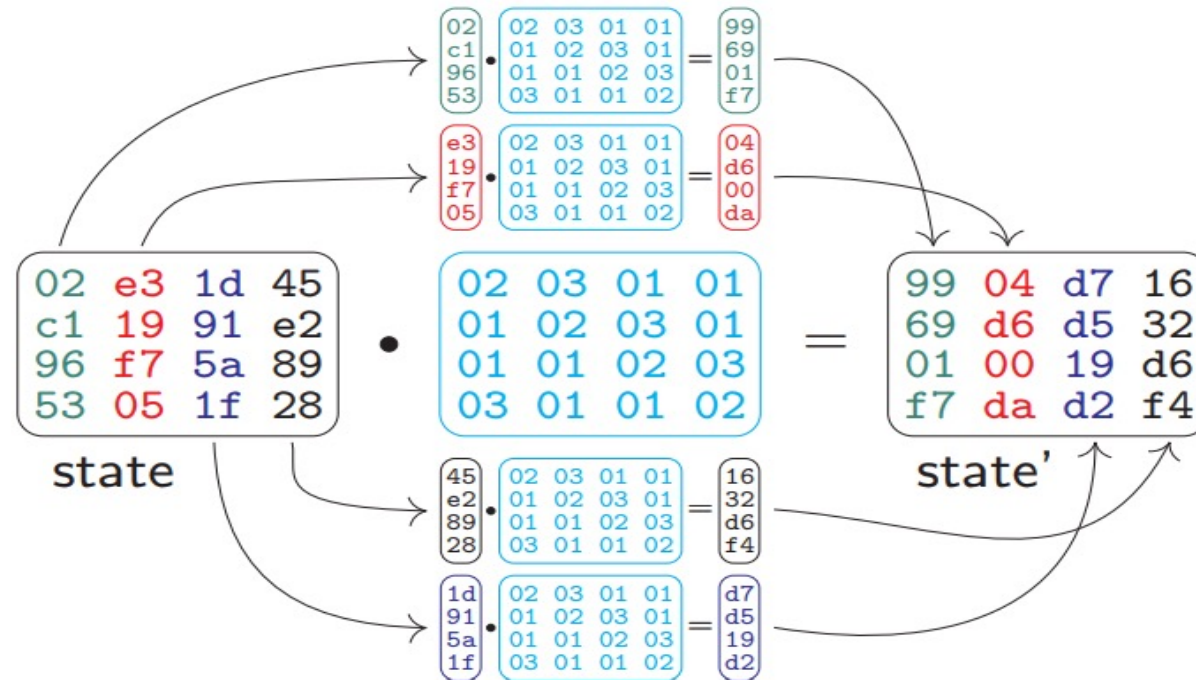 02 02 03 01 01 99
c1 01 02 03 01 69
96 • 01 01 02 03 = 01
53 03 01 01 02 f7
e3 02 03 01 01 04
19 01 02 03 01 d6
f7 • 01 01 02 03 = 00
05 03 01 01 02 da
02 e3 1d 45 02 03 01 01 99 04 d7 16
c1 19 91 e2 01 02 03 01 69 d6 d5 32
96 f7 5a 89 • 01 01 02 03 = 01 00 19 d6
53 05 1f 28 03 01 01 02 f7 da d2 f4
state state'
45 02 03 01 01 16
e2 01 02 03 01 32
89 • 01 01 02 03 = d6
28 03 01 01 02 f4
1d 02 03 01 01 d7
91 01 02 03 01 d5
5a • 01 01 02 03 = 19
1f 03 01 01 02 d2